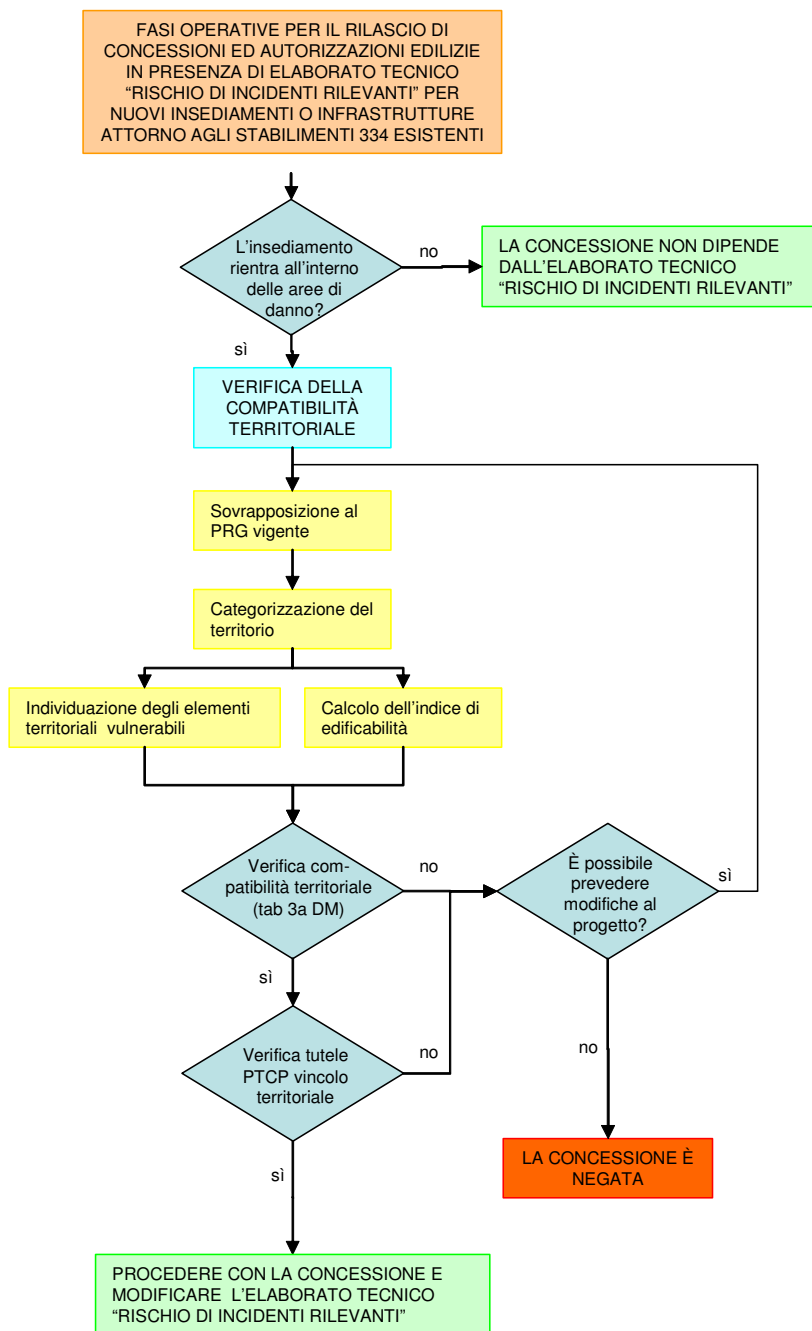 FASI OPERATIVE PER IL RILASCIO DI
CONCESSIONI ED AUTORIZZAZIONI EDILIZIE
IN PRESENZA DI ELABORATO TECNICO
“RISCHIO DI INCIDENTI RILEVANTI” PER
NUOVI INSEDIAMENTI O INFRASTRUTTURE
ATTORNO AGLI STABILIMENTI 334 ESISTENTI
L’insediamento
rientra all’interno
delle aree di
danno?
no
LA CONCESSIONE NON DIPENDE
DALL’ELABORATO TECNICO
“RISCHIO DI INCIDENTI RILEVANTI”
sì
VERIFICA DELLA
COMPATIBILITÀ
TERRITORIALE
Sovrapposizione al
PRG vigente
Categorizzazione del
territorio
Individuazione degli elementi
territoriali vulnerabili
Calcolo dell’indice di
edificabilità
Verifica com-
patibilità territoriale
(tab 3a DM)
no
È possibile
prevedere
modifiche al
progetto?
sì
sì
Verifica tutele
PTCP vincolo
territoriale
no
no
LA CONCESSIONE È
NEGATA
sì
PROCEDERE CON LA CONCESSIONE E
MODIFICARE L’ELABORATO TECNICO
“RISCHIO DI INCIDENTI RILEVANTI”